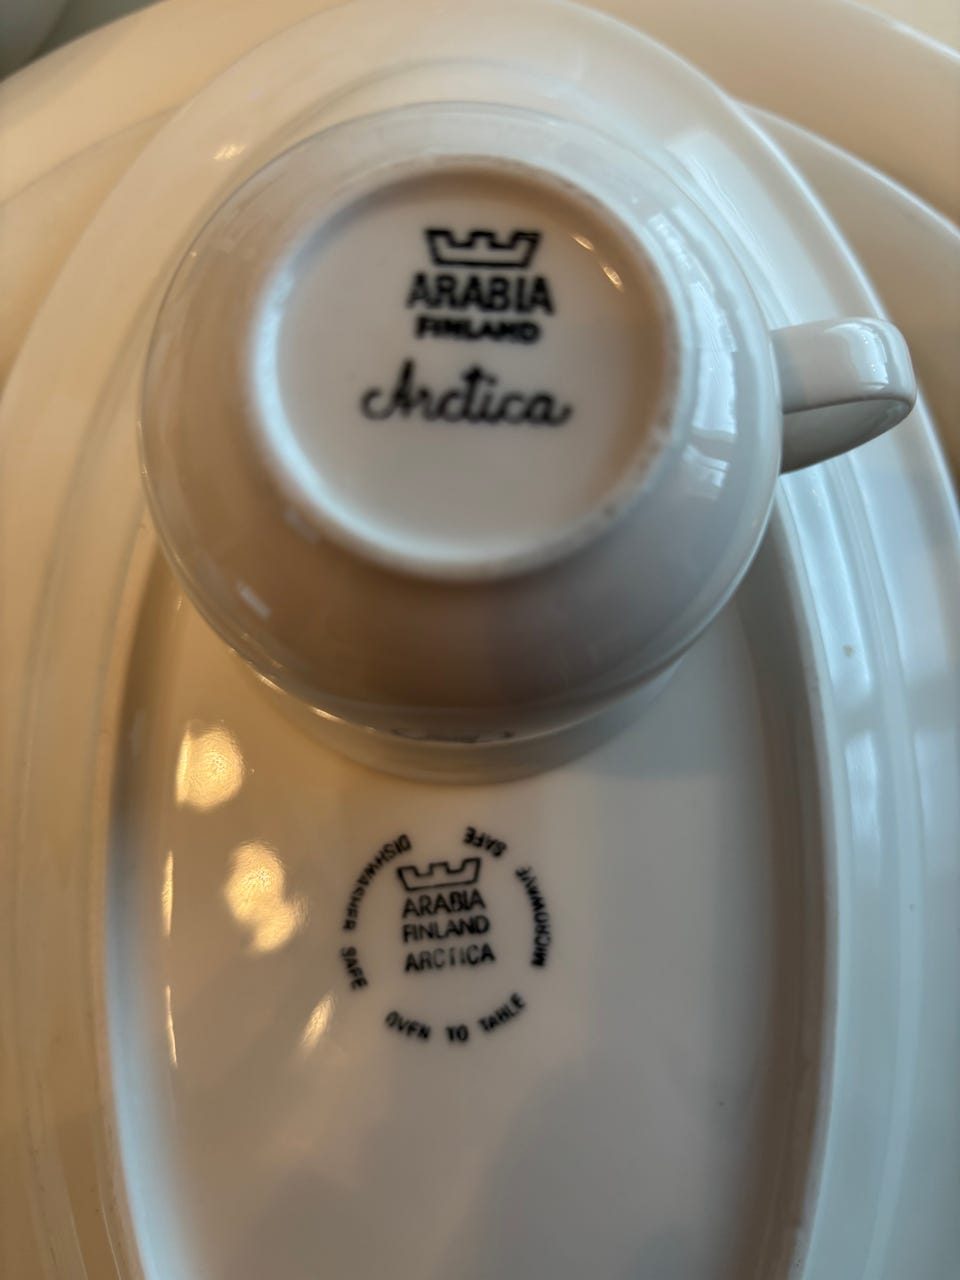 ARABIA
FINLAND
Arctica
DISHWASHER SAFE
MICROWAVE SAFE
OVEN TO TABLE
ARABIA
FINLAND
ARCTICA